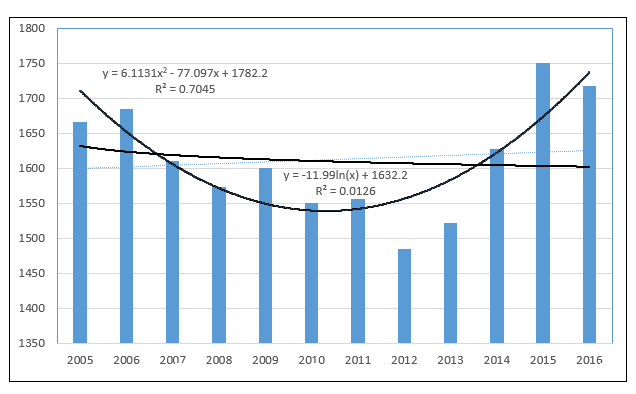 1800
1750
1700
1650
1600
1550
1500
1450
1400
1350
y = 6.1131x² - 77.097x + 1782.2
R² = 0.7045
y = -11.99ln(x) + 1632.2
R² = 0.0126
2005 2006 2007 2008 2009 2010 2011 2012 2013 2014 2015 2016